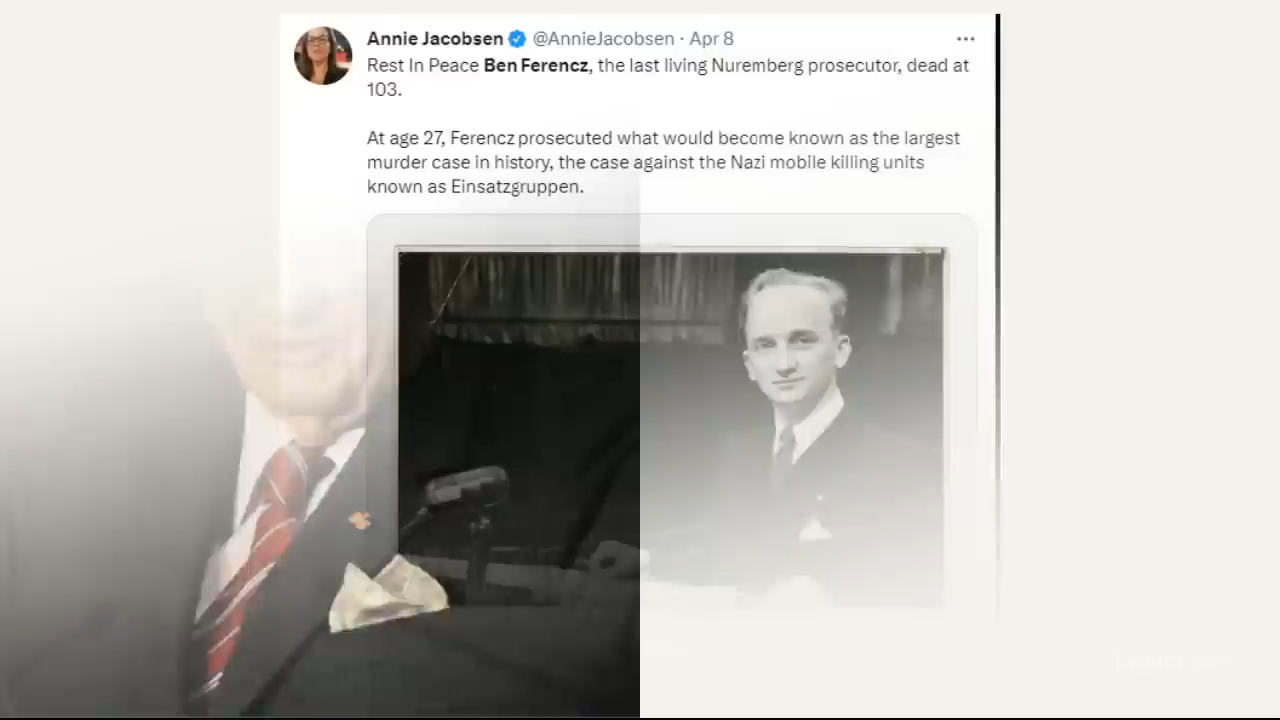 Annie Jacobsen @AnnieJacobsen · Apr 8
Rest In Peace Ben Ferencz, the last living Nuremberg prosecutor, dead at
103.
At age 27, Ferencz prosecuted what would become known as the largest
murder case in history, the case against the Nazi mobile killing units
known as Einsatzgruppen.